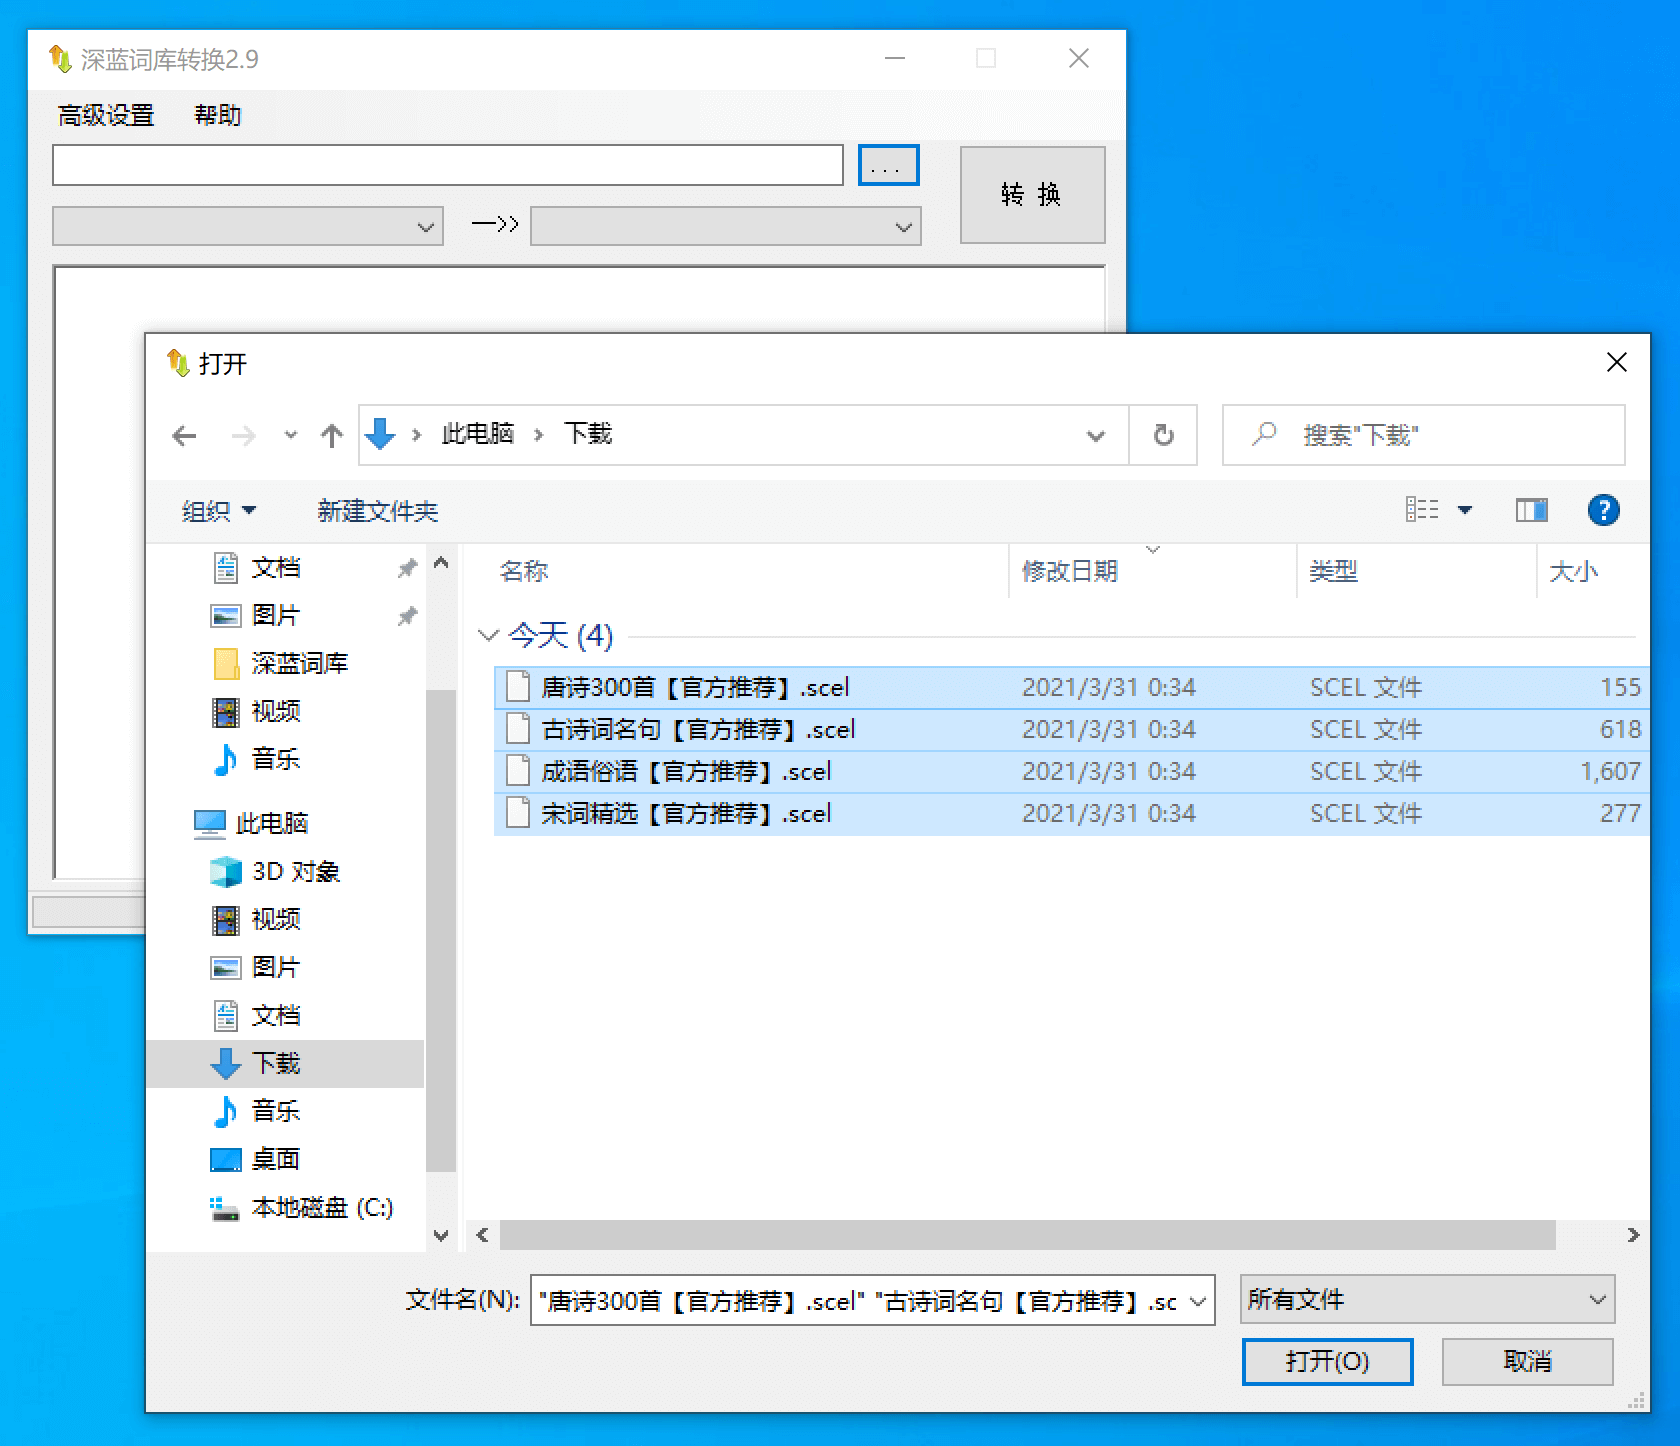 深蓝词库转换2.9
高级设置 帮助
...
转 换
—>>
打开
此电脑 › 下载
搜索"下载"
组织 新建文件夹
?
文档
图片
深蓝词库
视频
音乐
此电脑
3D 对象
视频
图片
文档
下载
音乐
桌面
本地磁盘 (C:)
名称 修改日期 类型 大小
今天 (4)
唐诗300首【官方推荐】.scel 2021/3/31 0:34 SCEL 文件 155
古诗词名句【官方推荐】.scel 2021/3/31 0:34 SCEL 文件 618
成语俗语【官方推荐】.scel 2021/3/31 0:34 SCEL 文件 1,607
宋词精选【官方推荐】.scel 2021/3/31 0:34 SCEL 文件 277
文件名(N): "唐诗300首【官方推荐】.scel" "古诗词名句【官方推荐】.sc 所有文件
打开(O) 取消